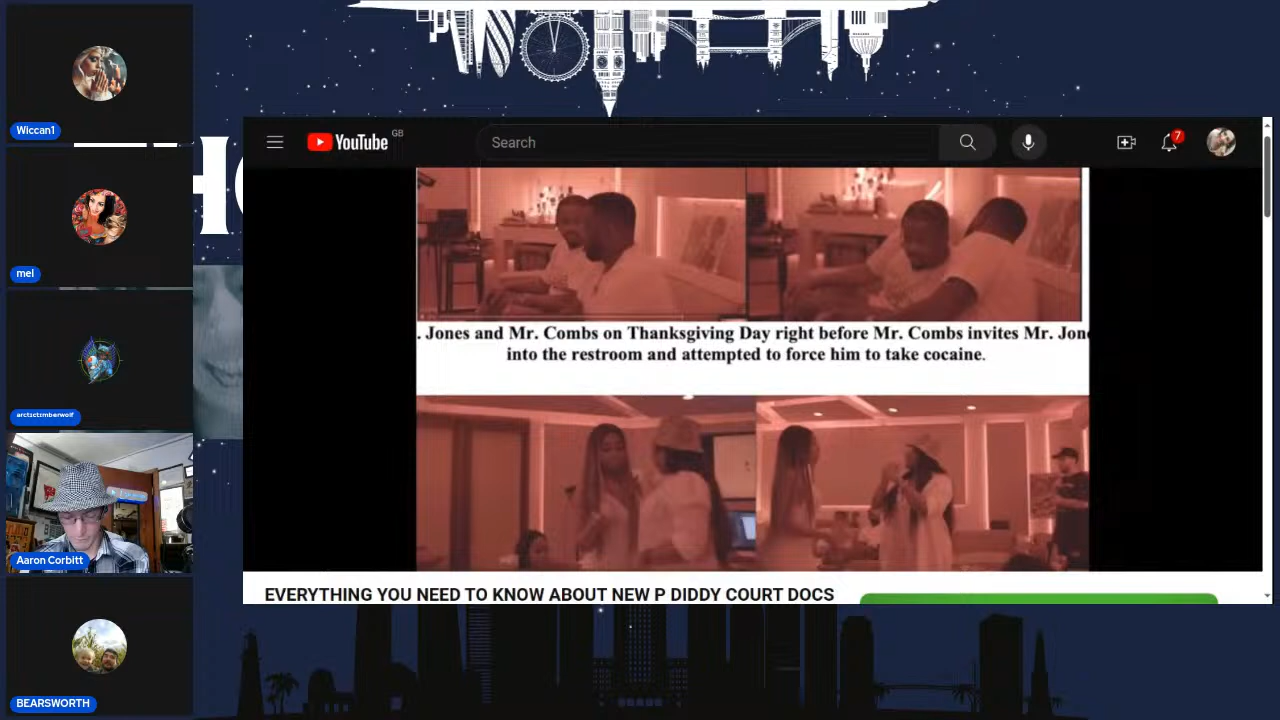 Wiccan1
mel
arct1ct1mberwolf
Aaron Corbitt
BEARSWORTH
YouTube GB
Search
7
. Jones and Mr. Combs on Thanksgiving Day right before Mr. Combs invites Mr. Jon
into the restroom and attempted to force him to take cocaine.
EVERYTHING YOU NEED TO KNOW ABOUT NEW P DIDDY COURT DOCS